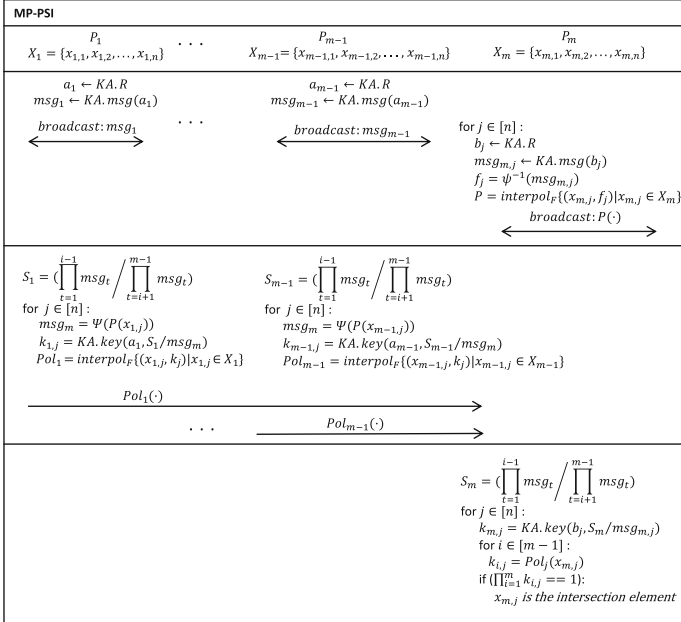 MP-PSI
P_1 · · · P_{m−1} P_m
X_1 = {x_{1,1}, x_{1,2}, . . . , x_{1,n}} X_{m−1} = {x_{m−1,1}, x_{m−1,2}, . . . , x_{m−1,n}} X_m = {x_{m,1}, x_{m,2}, . . . , x_{m,n}}
a_1 ← KA.R
msg_1 ← KA.msg(a_1)
broadcast: msg_1
· · ·
a_{m−1} ← KA.R
msg_{m−1} ← KA.msg(a_{m−1})
broadcast: msg_{m−1}
for j ∈ [n] :
b_j ← KA.R
msg_{m,j} ← KA.msg(b_j)
f_j = ψ^{−1}(msg_{m,j})
P = interpol_F{(x_{m,j}, f_j)|x_{m,j} ∈ X_m}
broadcast: P(·)
S_1 = (∏_{t=1}^{i−1} msg_t / ∏_{t=i+1}^{m−1} msg_t)
for j ∈ [n] :
msg_m = Ψ(P(x_{1,j}))
k_{1,j} = KA.key(a_1, S_1/msg_m)
Pol_1 = interpol_F{(x_{1,j}, k_j)|x_{1,j} ∈ X_1}
S_{m−1} = (∏_{t=1}^{i−1} msg_t / ∏_{t=i+1}^{m−1} msg_t)
for j ∈ [n] :
msg_m = Ψ(P(x_{m−1,j}))
k_{m−1,j} = KA.key(a_{m−1}, S_{m−1}/msg_m)
Pol_{m−1} = interpol_F{(x_{m−1,j}, k_j)|x_{m−1,j} ∈ X_{m−1}}
Pol_1(·)
· · · Pol_{m−1}(·)
S_m = (∏_{t=1}^{i−1} msg_t / ∏_{t=i+1}^{m−1} msg_t)
for j ∈ [n] :
k_{m,j} = KA.key(b_j, S_m/msg_{m,j})
for i ∈ [m − 1] :
k_{i,j} = Pol_j(x_{m,j})
if (∏_{i=1}^{m} k_{i,j} == 1):
x_{m,j} is the intersection element